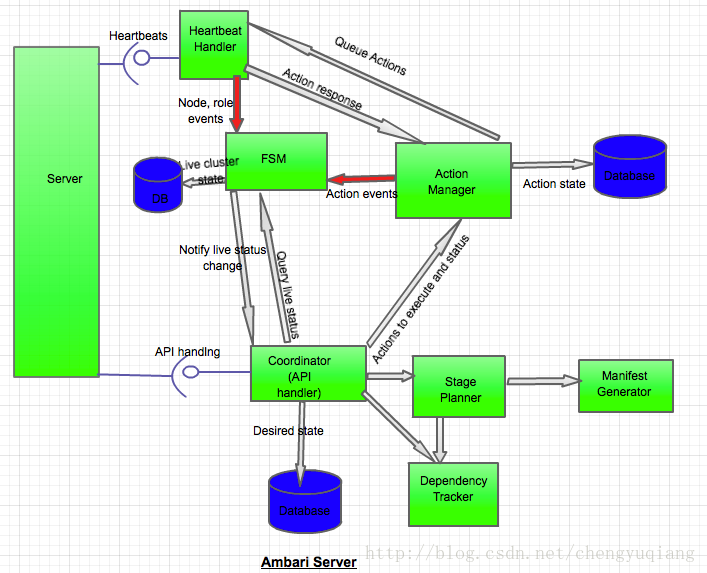 Heartbeats
Heartbeat
Handler
Queue Actions
Action response
Node, role
events
Server
FSM
Live cluster
state
DB
Action events
Action
Manager
Action state
Database
Notify live status
change
Query live status
Actions to execute and status
API handlng
Coordinator
(API
handler)
Stage
Planner
Manifest
Generator
Desired state
Dependency
Tracker
Database
Ambari Server
http://blog.csdn.net/chengyuqiang